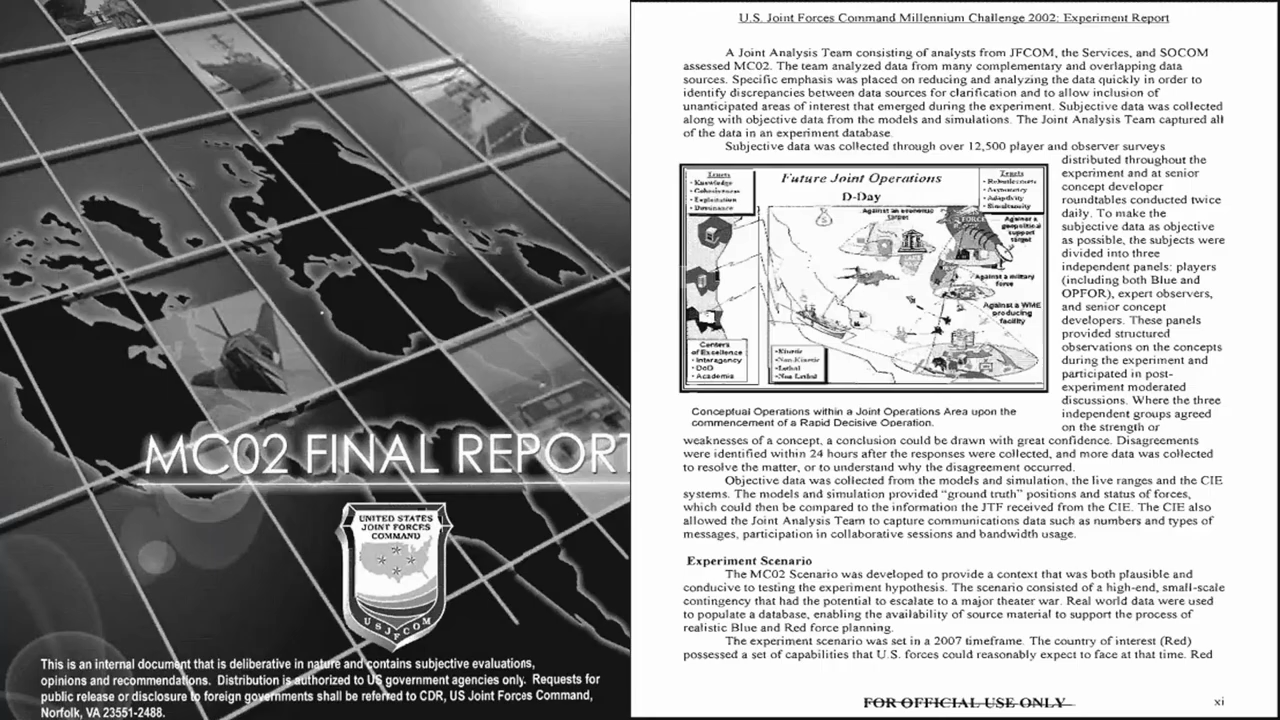 MC02 FINAL REPORT
UNITED STATES
JOINT FORCES
COMMAND
USJFCOM
This is an internal document that is deliberative in nature and contains subjective evaluations,
opinions and recommendations. Distribution is authorized to US government agencies only. Requests for
public release or disclosure to foreign governments shall be referred to CDR, US Joint Forces Command,
Norfolk, VA 23551-2488.
U.S. Joint Forces Command Millennium Challenge 2002: Experiment Report
A Joint Analysis Team consisting of analysts from JFCOM, the Services, and SOCOM
assessed MC02. The team analyzed data from many complementary and overlapping data
sources. Specific emphasis was placed on reducing and analyzing the data quickly in order to
identify discrepancies between data sources for clarification and to allow inclusion of
unanticipated areas of interest that emerged during the experiment. Subjective data was collected
along with objective data from the models and simulations. The Joint Analysis Team captured all
of the data in an experiment database.
Subjective data was collected through over 12,500 player and observer surveys
distributed throughout the
experiment and at senior
concept developer
roundtables conducted twice
daily. To make the
subjective data as objective
as possible, the subjects were
divided into three
independent panels: players
(including both Blue and
OPFOR), expert observers,
and senior concept
developers. These panels
provided structured
observations on the concepts
during the experiment and
participated in post-
experiment moderated
discussions. Where the three
independent groups agreed
on the strength or
Tenets
• Knowledge
• Cohesiveness
• Exploitation
• Dominance
Future Joint Operations
D-Day
Tenets
• Robustness
• Asymmetry
• Adaptivity
• Simultaneity
Against an economic
target
FORCE
Against a
geopolitical
support
target
Against a military
force
Against a WME
producing
facility
Centers
of Excellence
• Interagency
• DoD
• Academia
• Kinetic
• Non-Kinetic
• Lethal
• Non-Lethal
Conceptual Operations within a Joint Operations Area upon the
commencement of a Rapid Decisive Operation.
weaknesses of a concept, a conclusion could be drawn with great confidence. Disagreements
were identified within 24 hours after the responses were collected, and more data was collected
to resolve the matter, or to understand why the disagreement occurred.
Objective data was collected from the models and simulation, the live ranges and the CIE
systems. The models and simulation provided “ground truth” positions and status of forces,
which could then be compared to the information the JTF received from the CIE. The CIE also
allowed the Joint Analysis Team to capture communications data such as numbers and types of
messages, participation in collaborative sessions and bandwidth usage.
Experiment Scenario
The MC02 Scenario was developed to provide a context that was both plausible and
conducive to testing the experiment hypothesis. The scenario consisted of a high-end, small-scale
contingency that had the potential to escalate to a major theater war. Real world data were used
to populate a database, enabling the availability of source material to support the process of
realistic Blue and Red force planning.
The experiment scenario was set in a 2007 timeframe. The country of interest (Red)
possessed a set of capabilities that U.S. forces could reasonably expect to face at that time. Red
FOR OFFICIAL USE ONLY
xi